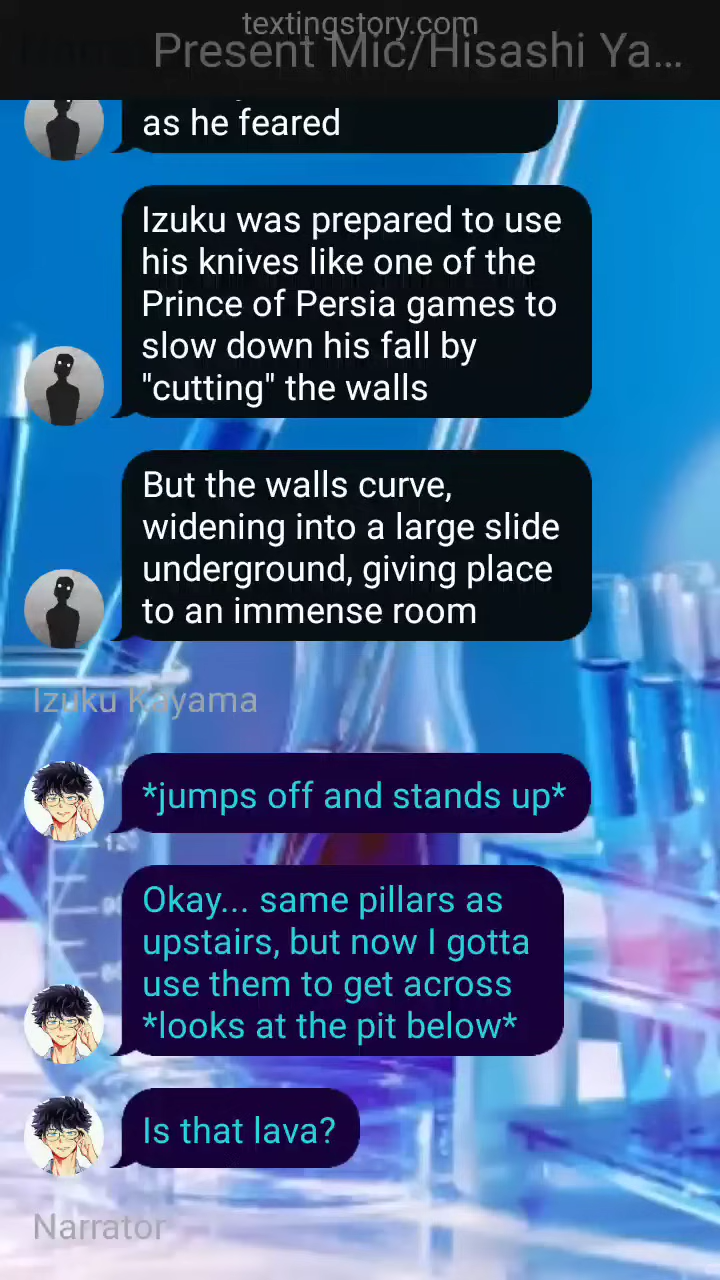 textingstory.com
Present Mic/Hisashi Ya...
as he feared
Izuku was prepared to use
his knives like one of the
Prince of Persia games to
slow down his fall by
"cutting" the walls
But the walls curve,
widening into a large slide
underground, giving place
to an immense room
Izuku Kayama
*jumps off and stands up*
Okay... same pillars as
upstairs, but now I gotta
use them to get across
*looks at the pit below*
Is that lava?
Narrator